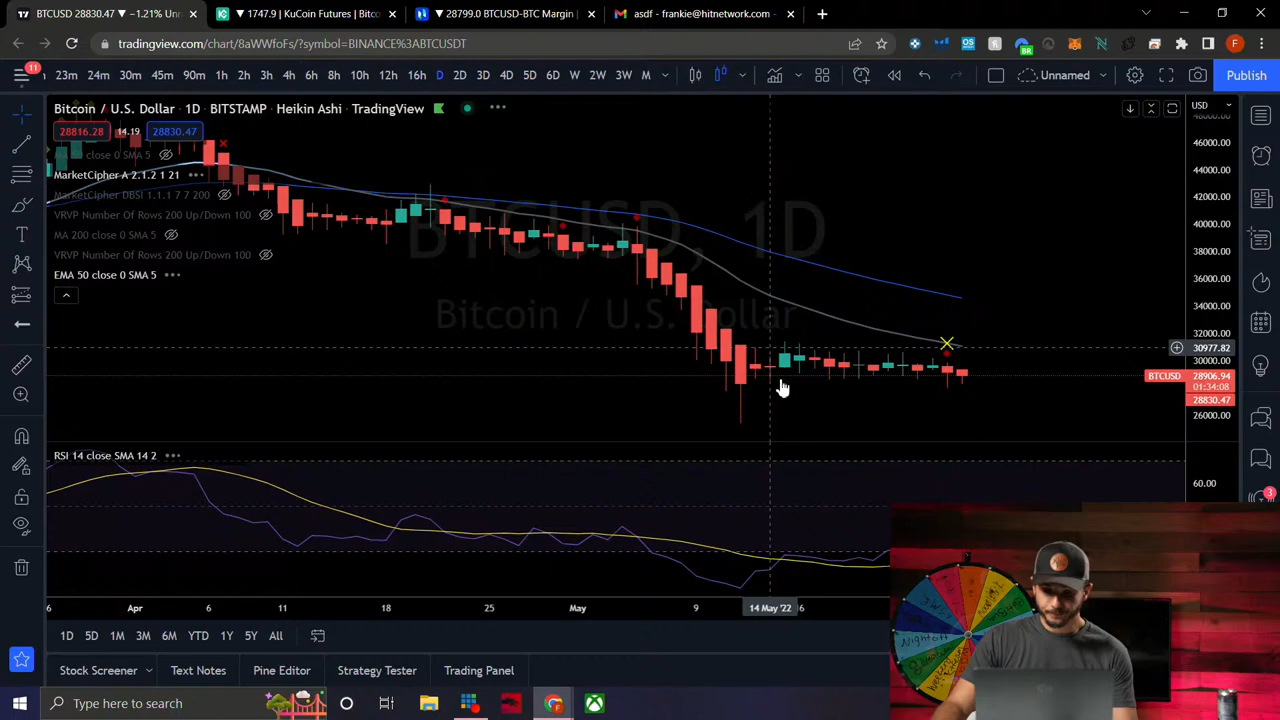 BTCUSD 28830.47 ▼ −1.21% Unn
▼ 1747.9 | KuCoin Futures | Bitco
▼ 28799.0 BTCUSD-BTC Margin |
asdf - frankie@hitnetwork.com -
tradingview.com/chart/8aWWfoFs/?symbol=BINANCE%3ABTCUSDT
BR
F
11
23m 24m 30m 45m 90m 1h 2h 3h 4h 6h 8h 10h 12h 16h D 2D 3D 4D 5D 6D W 2W 3W M
Unnamed
Publish
Bitcoin / U.S. Dollar · 1D · BITSTAMP · Heikin Ashi · TradingView
USD
28816.28 14.19 28830.47
MA 50 close 0 SMA 5
MarketCipher A 2.1.2 1 21
MarketCipher DBSI 1.1.1 7 7 200
VRVP Number Of Rows 200 Up/Down 100
MA 200 close 0 SMA 5
VRVP Number Of Rows 200 Up/Down 100
EMA 50 close 0 SMA 5
BTCUSD, 1D
Bitcoin / U.S. Dollar
48000.00
46000.00
44000.00
42000.00
40000.00
38000.00
36000.00
34000.00
32000.00
30977.82
30000.00
BTCUSD 28906.94
01:34:08
28830.47
26000.00
RSI 14 close SMA 14 2
60.00
3
6 Apr 6 11 18 25 May 9 14 May '22 6
1D 5D 1M 3M 6M YTD 1Y 5Y All
Stock Screener Text Notes Pine Editor Strategy Tester Trading Panel
Type here to search